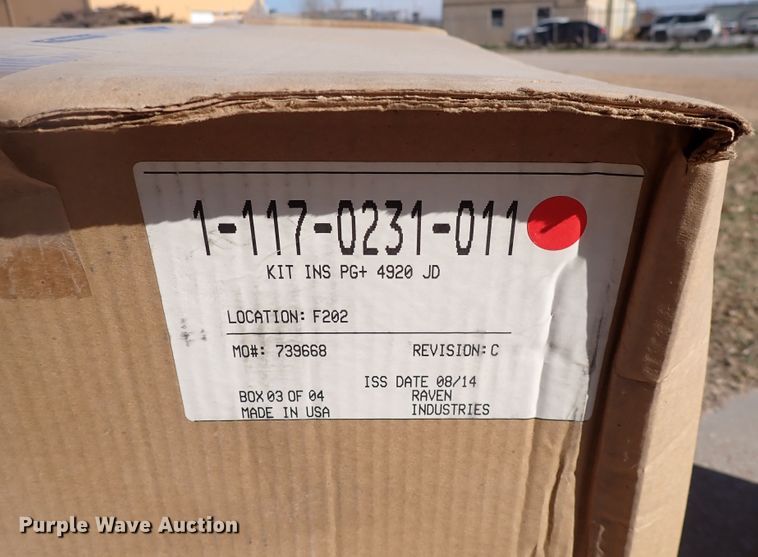 1-117-0231-011
KIT INS PG+ 4920 JD
LOCATION: F202
MO#: 739668 REVISION: C
ISS DATE 08/14
BOX 03 OF 04 RAVEN
MADE IN USA INDUSTRIES
Purple Wave Auction